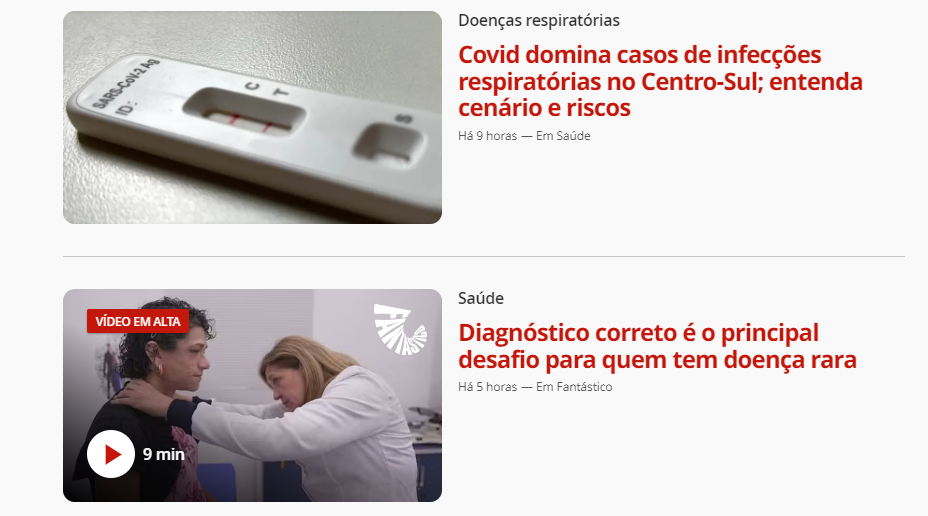 Doenças respiratórias
Covid domina casos de infecções
respiratórias no Centro-Sul; entenda
cenário e riscos
Há 9 horas — Em Saúde
SARS-CoV-2 Ag
ID:
C
T
S
Saúde
Diagnóstico correto é o principal
desafio para quem tem doença rara
Há 5 horas — Em Fantástico
VÍDEO EM ALTA
9 min